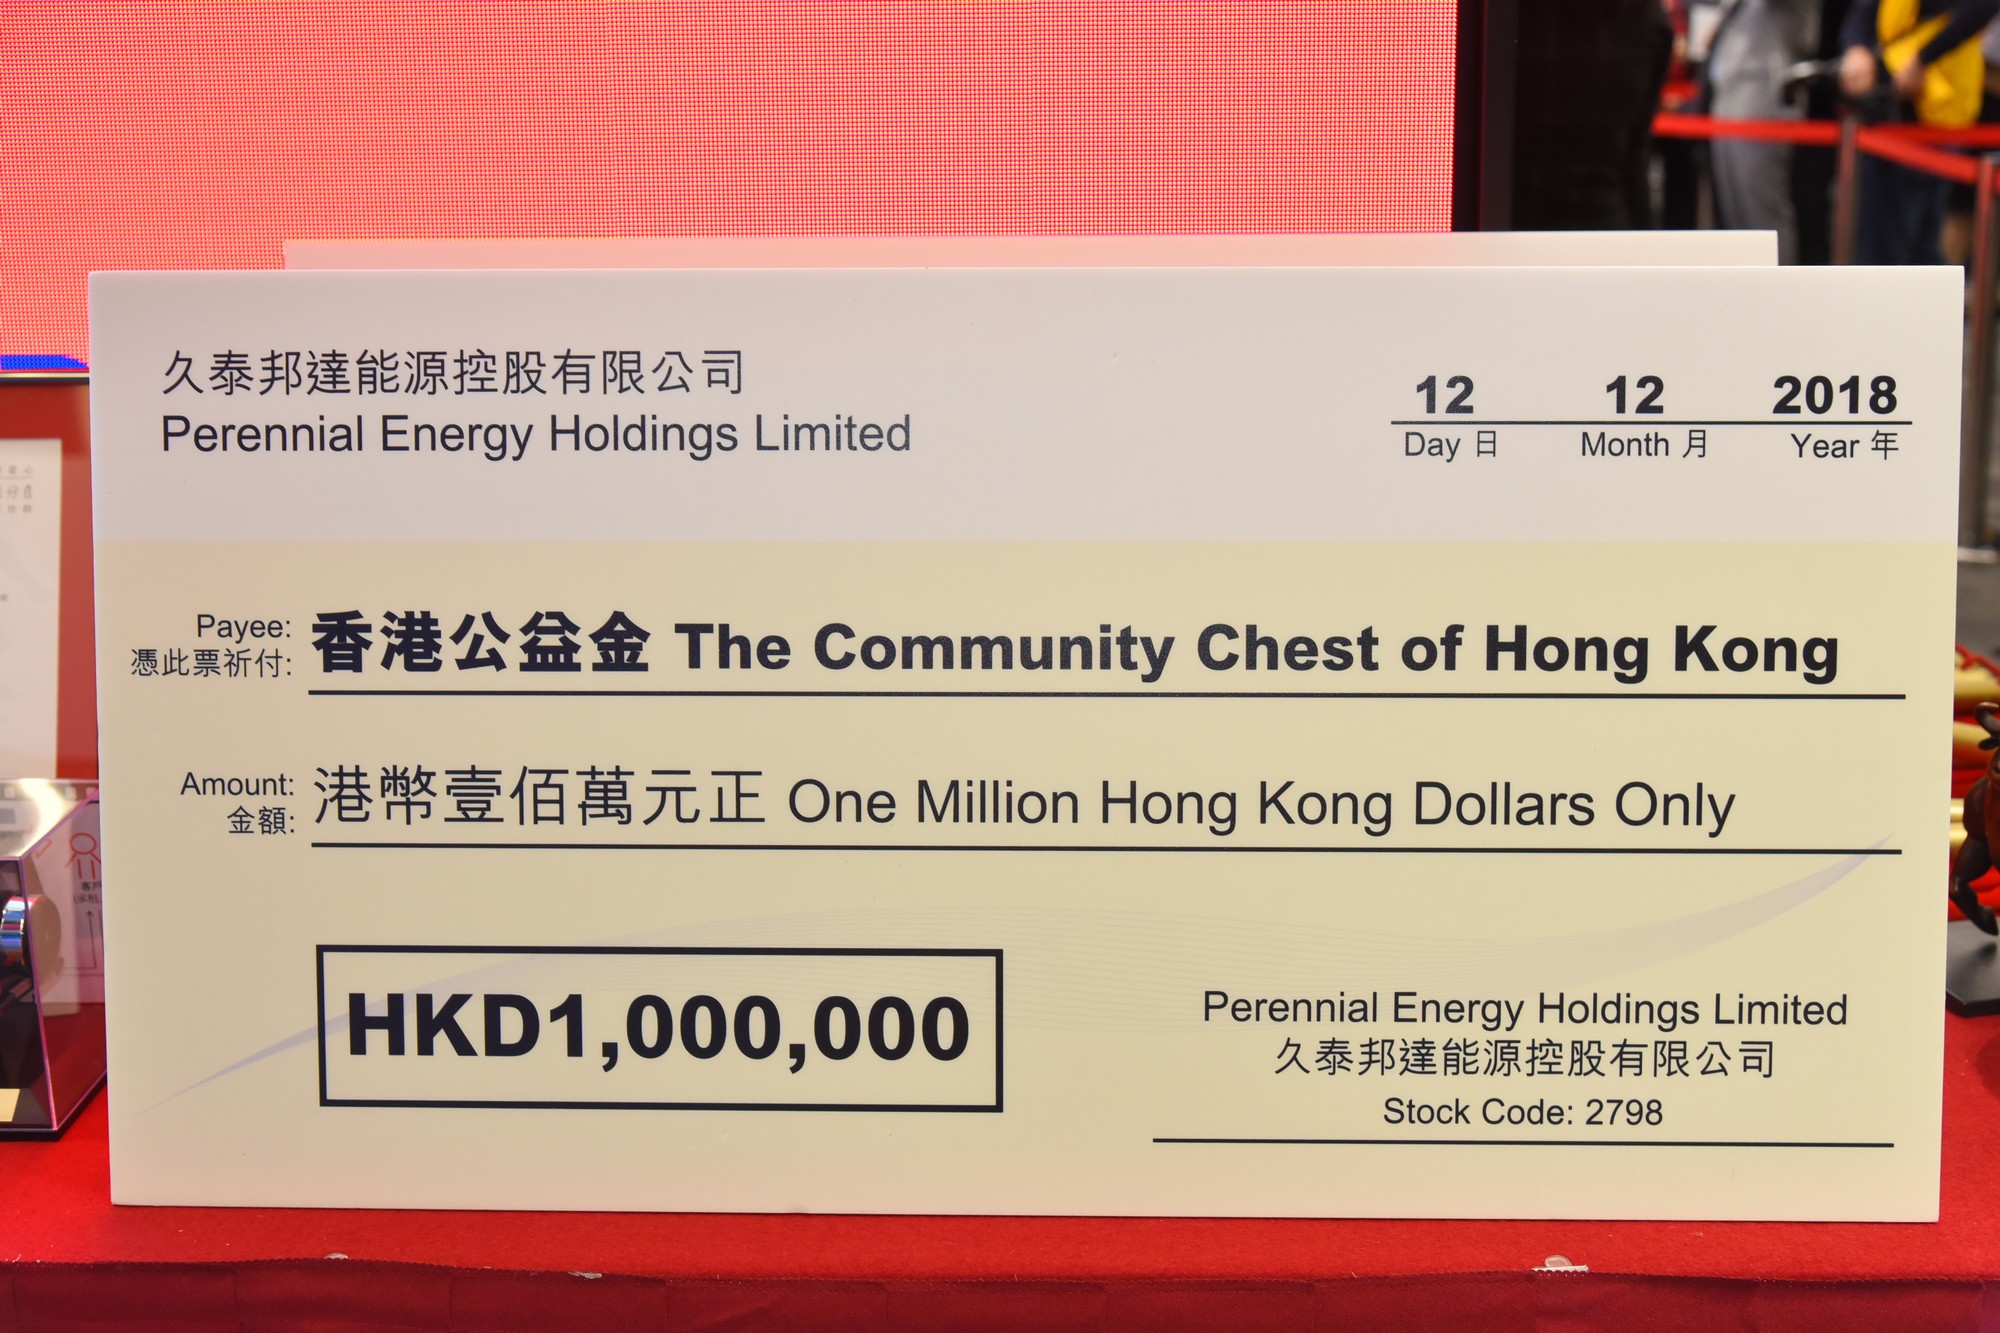 久泰邦達能源控股有限公司
Perennial Energy Holdings Limited
12 12 2018
Day 日 Month 月 Year 年
Payee:
憑此票祈付:
香港公益金 The Community Chest of Hong Kong
Amount:
金額:
港幣壹佰萬元正 One Million Hong Kong Dollars Only
HKD1,000,000
Perennial Energy Holdings Limited
久泰邦達能源控股有限公司
Stock Code: 2798